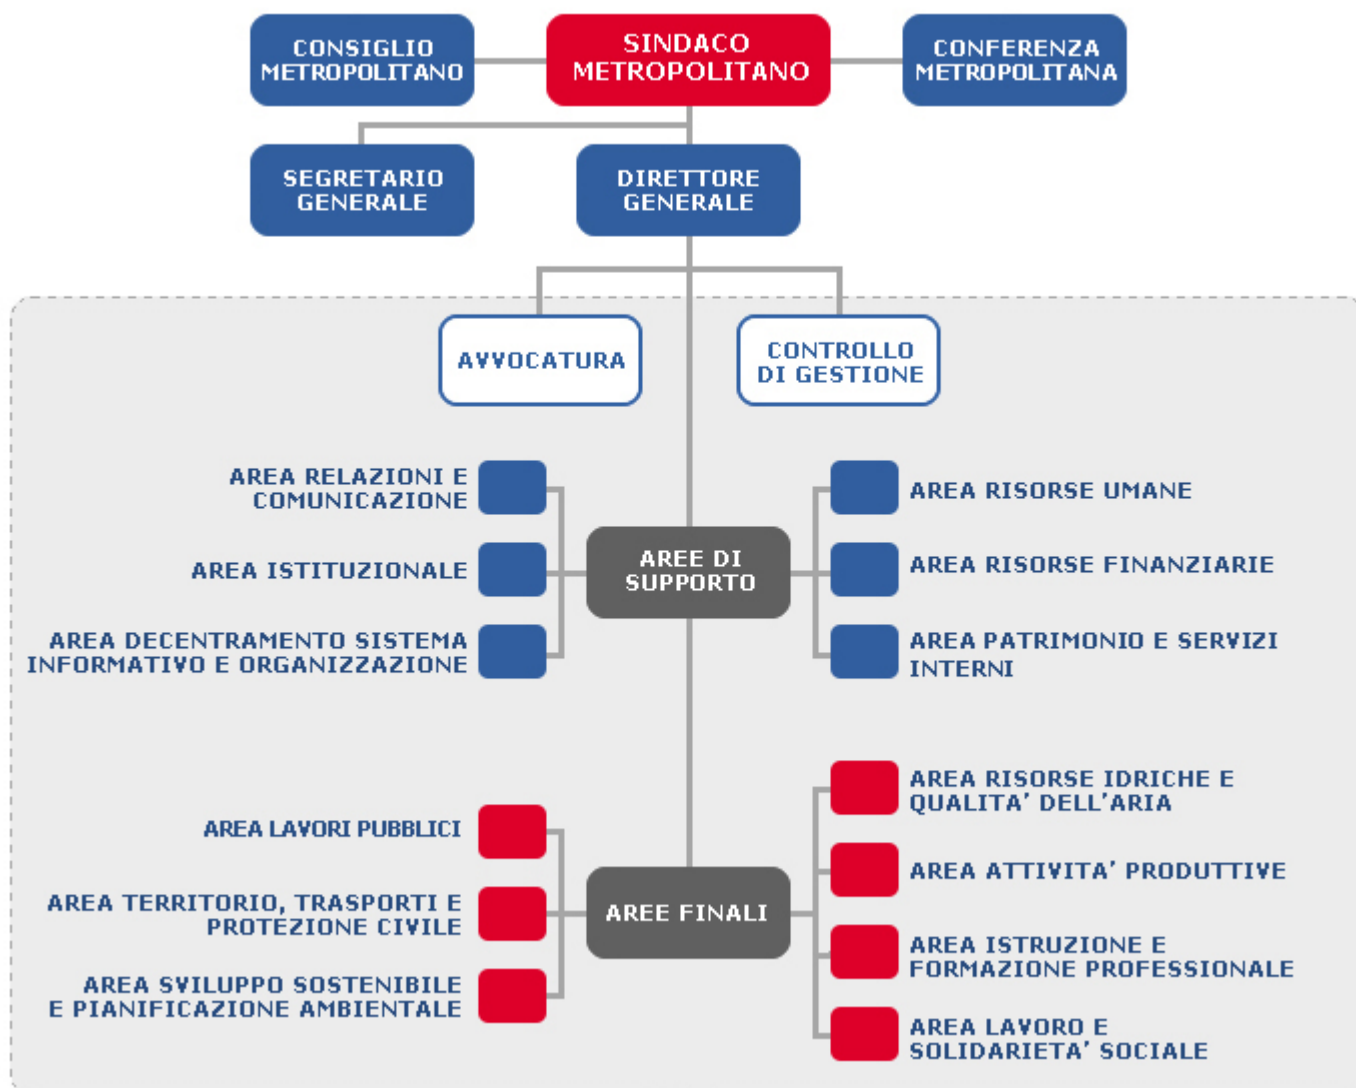 CONSIGLIO
METROPOLITANO
SINDACO
METROPOLITANO
CONFERENZA
METROPOLITANA
SEGRETARIO
GENERALE
DIRETTORE
GENERALE
AVVOCATURA
CONTROLLO
DI GESTIONE
AREA RELAZIONI E
COMUNICAZIONE
AREA ISTITUZIONALE
AREA DECENTRAMENTO SISTEMA
INFORMATIVO E ORGANIZZAZIONE
AREE DI
SUPPORTO
AREA RISORSE UMANE
AREA RISORSE FINANZIARIE
AREA PATRIMONIO E SERVIZI
INTERNI
AREA LAVORI PUBBLICI
AREA TERRITORIO, TRASPORTI E
PROTEZIONE CIVILE
AREA SVILUPPO SOSTENIBILE
E PIANIFICAZIONE AMBIENTALE
AREE FINALI
AREA RISORSE IDRICHE E
QUALITA' DELL'ARIA
AREA ATTIVITA' PRODUTTIVE
AREA ISTRUZIONE E
FORMAZIONE PROFESSIONALE
AREA LAVORO E
SOLIDARIETA' SOCIALE